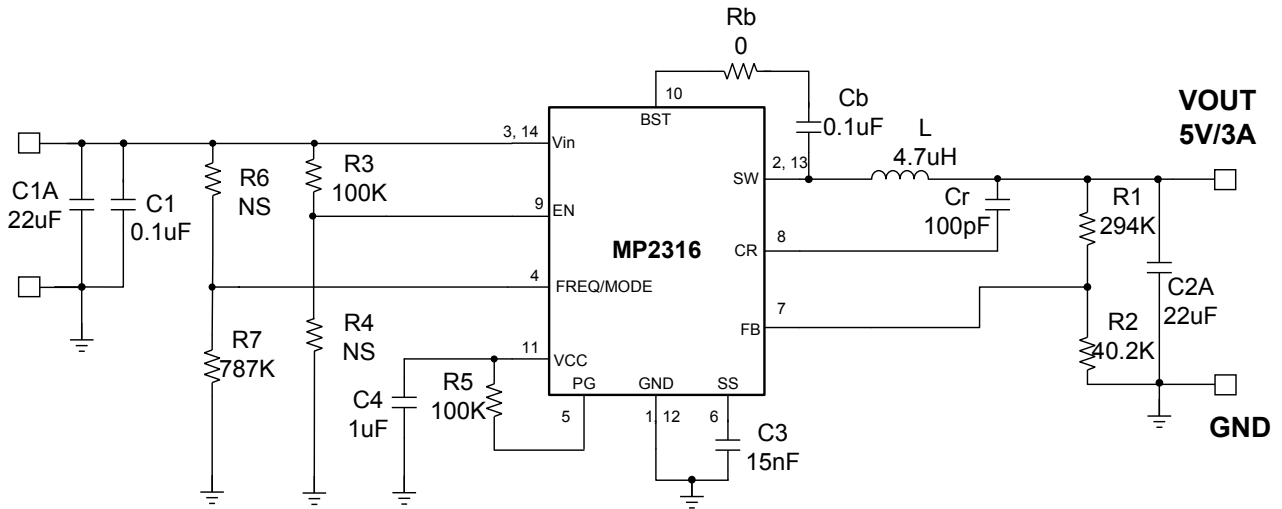 Rb
0
10
BST
Cb
0.1uF
VOUT
5V/3A
3, 14
Vin
R3
100K
R6
NS
C1A
22uF
C1
0.1uF
9
EN
MP2316
2, 13
SW
L
4.7uH
Cr
100pF
8
CR
R1
294K
4
FREQ/MODE
7
FB
C2A
22uF
R7
787K
R4
NS
R2
40.2K
11
VCC
PG
GND
SS
C4
1uF
R5
100K
5
1, 12
6
C3
15nF
GND